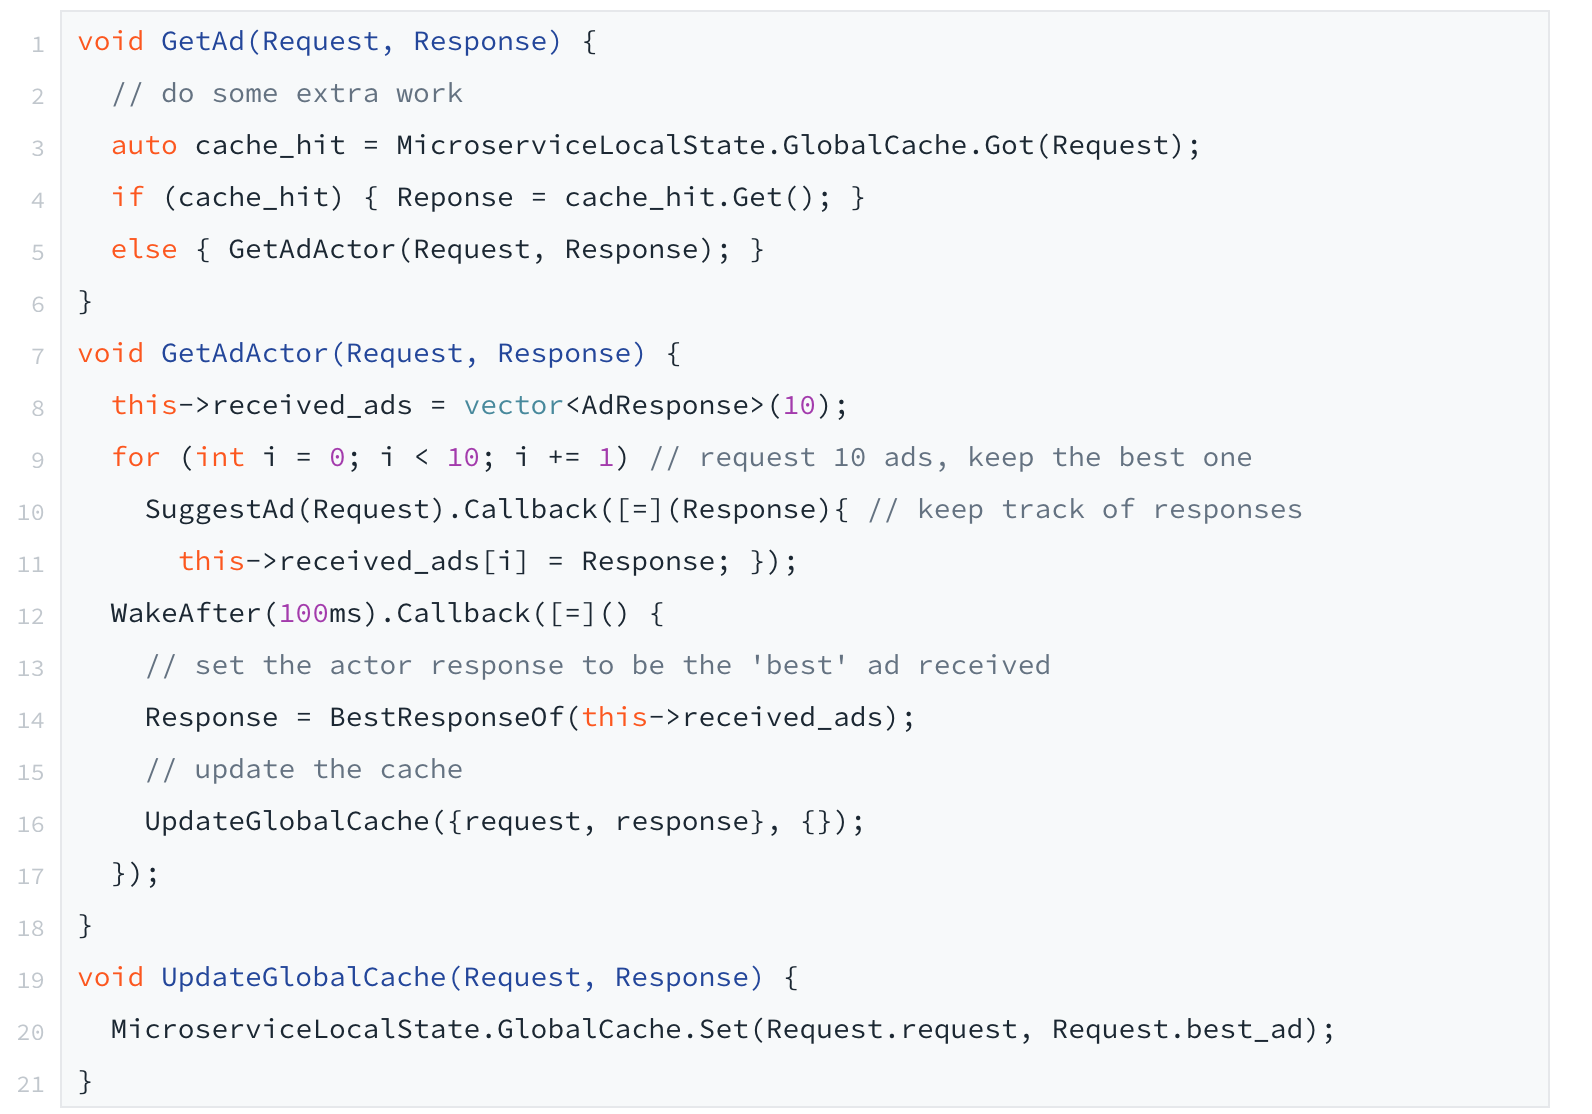 1 void GetAd(Request, Response) {
2   // do some extra work
3   auto cache_hit = MicroserviceLocalState.GlobalCache.Got(Request);
4   if (cache_hit) { Reponse = cache_hit.Get(); }
5   else { GetAdActor(Request, Response); }
6 }
7 void GetAdActor(Request, Response) {
8   this->received_ads = vector<AdResponse>(10);
9   for (int i = 0; i < 10; i += 1) // request 10 ads, keep the best one
10     SuggestAd(Request).Callback([=](Response){ // keep track of responses
11       this->received_ads[i] = Response; });
12   WakeAfter(100ms).Callback([=]() {
13     // set the actor response to be the 'best' ad received
14     Response = BestResponseOf(this->received_ads);
15     // update the cache
16     UpdateGlobalCache({request, response}, {});
17   });
18 }
19 void UpdateGlobalCache(Request, Response) {
20   MicroserviceLocalState.GlobalCache.Set(Request.request, Request.best_ad);
21 }